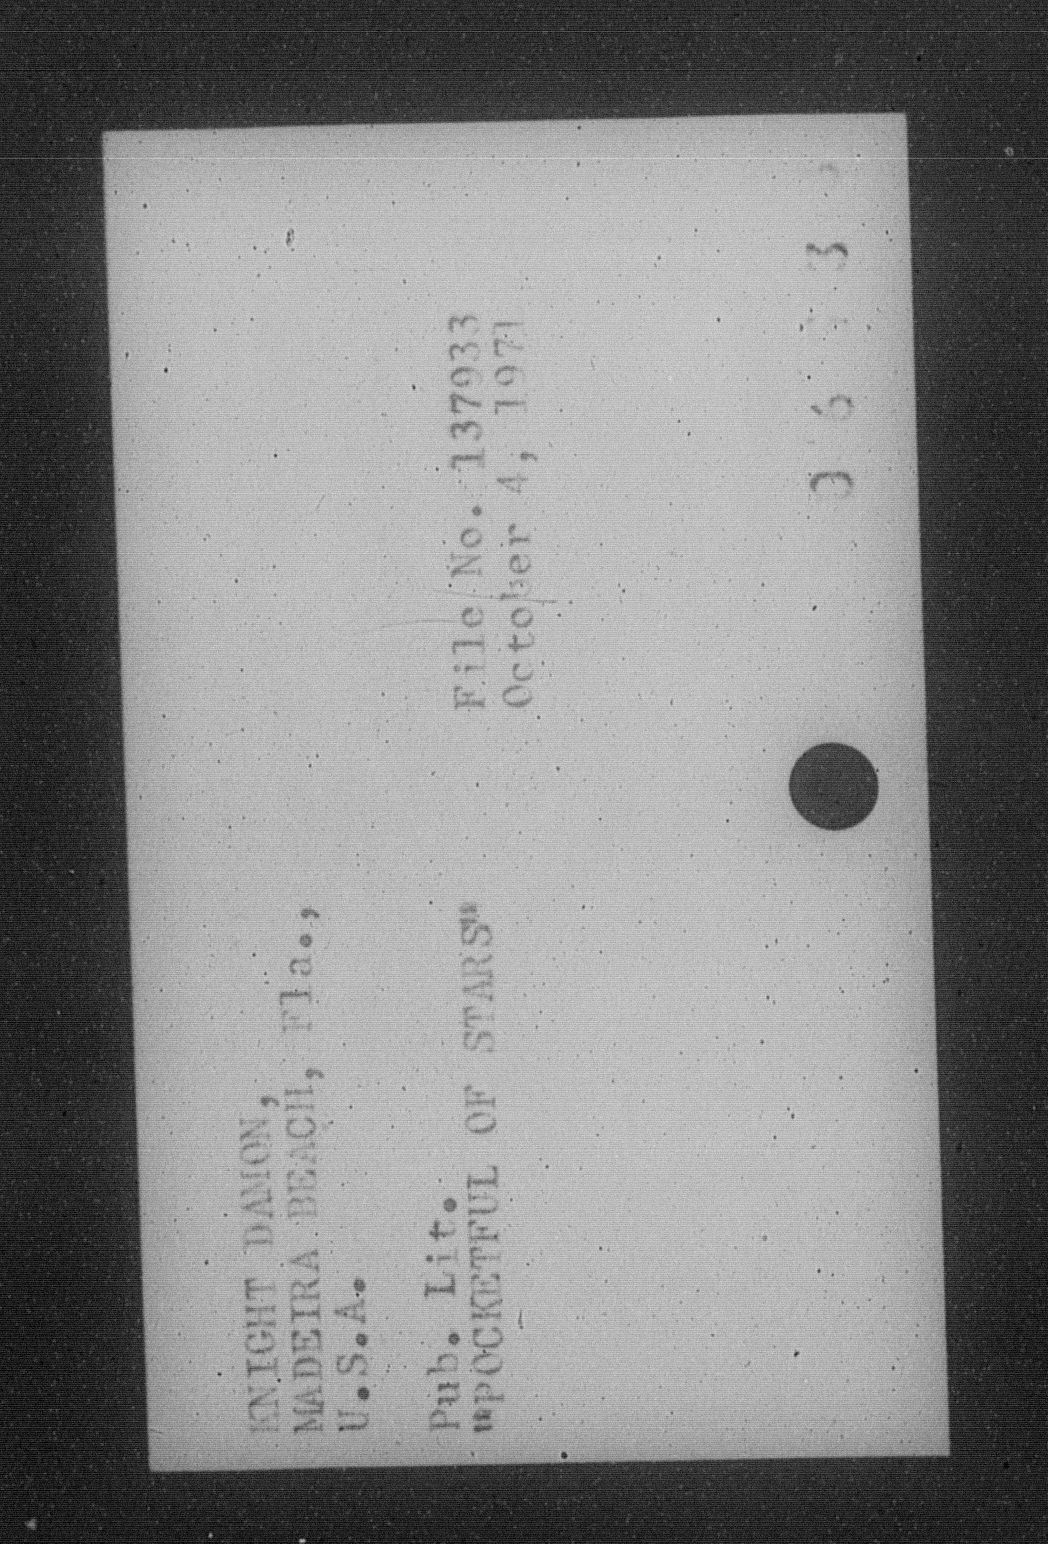 KNIGHT DAMON,
MADEIRA BEACH, Fla.,
U.S.A.
Pub. Lit.
"POCKETFUL OF STARS"
File No. 137933
October 4, 1971